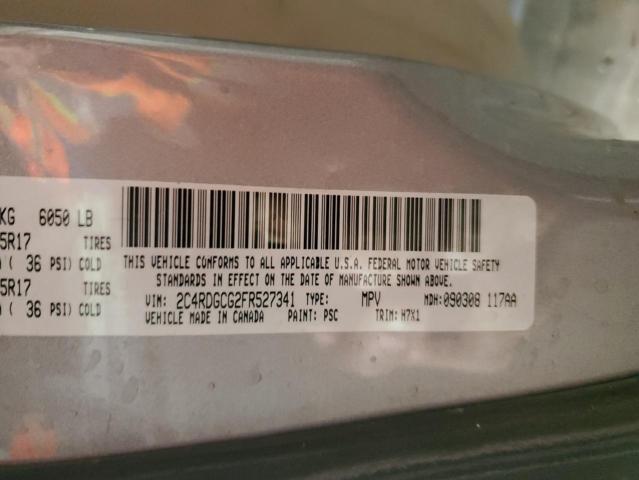 KG 6050 LB
5R17 TIRES
( 36 PSI) COLD
5R17 TIRES
( 36 PSI) COLD
THIS VEHICLE CONFORMS TO ALL APPLICABLE U.S.A. FEDERAL MOTOR VEHICLE SAFETY
STANDARDS IN EFFECT ON THE DATE OF MANUFACTURE SHOWN ABOVE.
VIN: 2C4RDGCG2FR527341 TYPE: MPV MDH:090308 117AA
VEHICLE MADE IN CANADA PAINT: PSC TRIM: H7X1